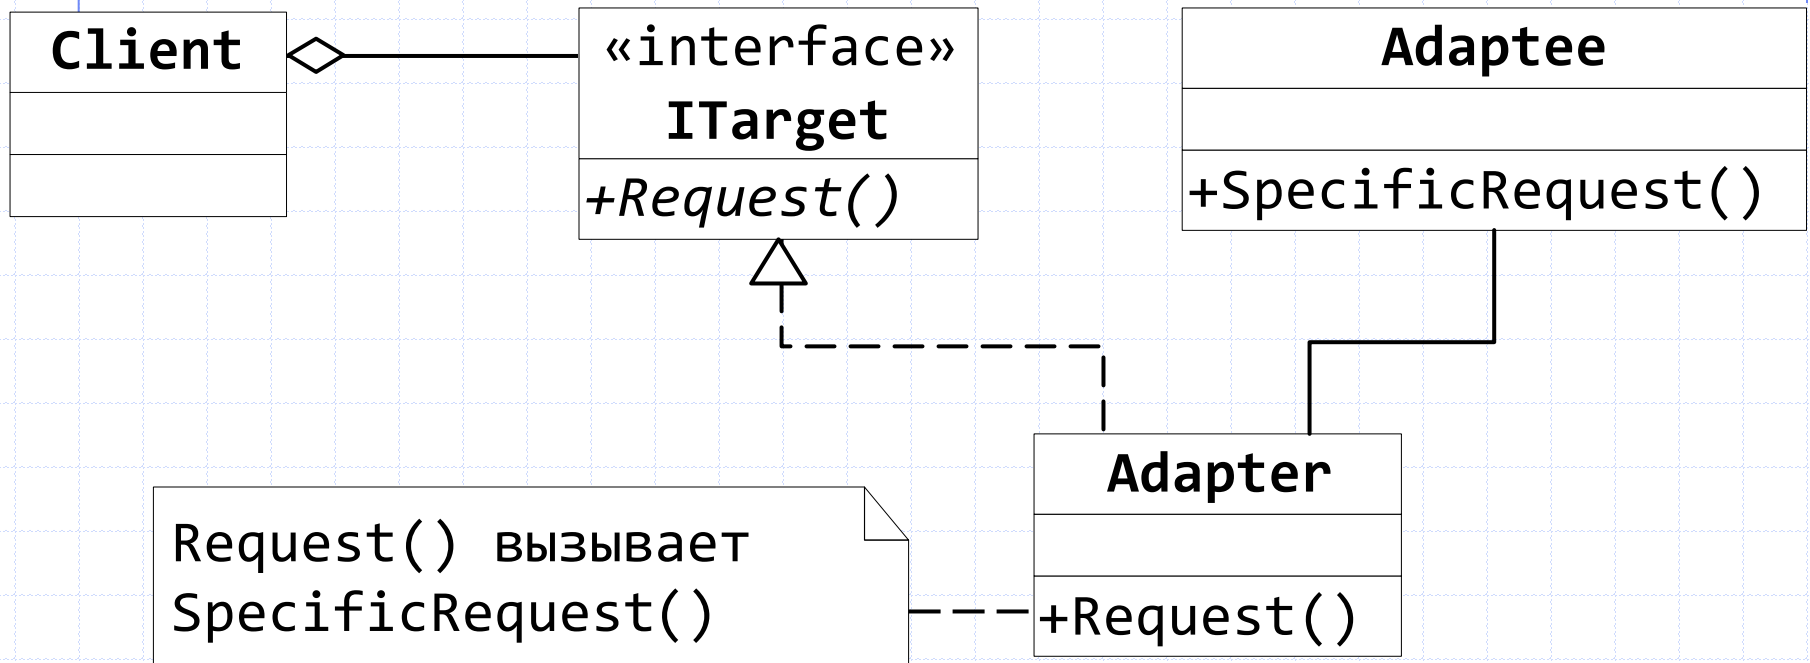 Client
«interface»
ITarget
+Request()
Adaptee
+SpecificRequest()
Adapter
+Request()
Request() вызывает
SpecificRequest()